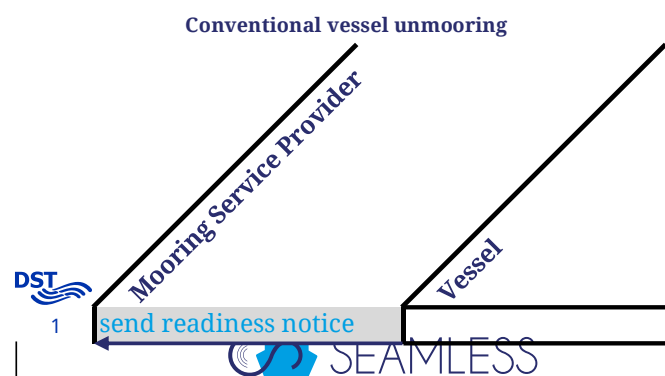 Conventional vessel unmooring
Mooring Service Provider
Vessel
DST
1
send readiness notice
SEAMLESS